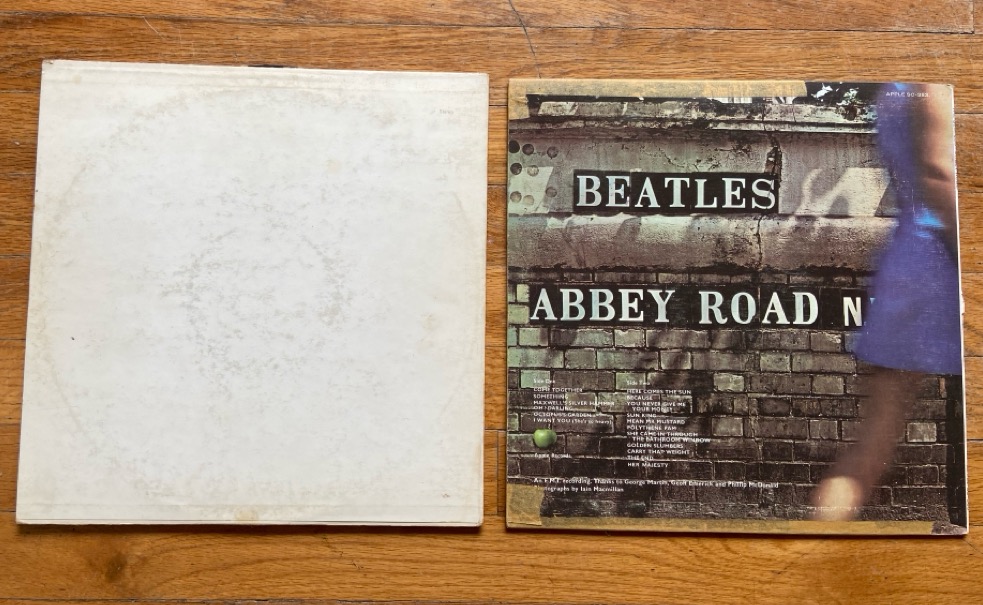 Stereo
APPLE SO-383
BEATLES
ABBEY ROAD N
Side One
COME TOGETHER
SOMETHING
MAXWELL'S SILVER HAMMER
OH! DARLING
OCTOPUS'S GARDEN
I WANT YOU (She's so heavy)
Side Two
HERE COMES THE SUN
BECAUSE
YOU NEVER GIVE ME
YOUR MONEY
SUN KING
MEAN MR MUSTARD
POLYTHENE PAM
SHE CAME IN THROUGH
THE BATHROOM WINDOW
GOLDEN SLUMBERS
CARRY THAT WEIGHT
THE END
HER MAJESTY
Apple Records
An E.M.I. recording. Thanks to George Martin, Geoff Emerick and Phillip McDonald
Photographs by Iain Macmillan